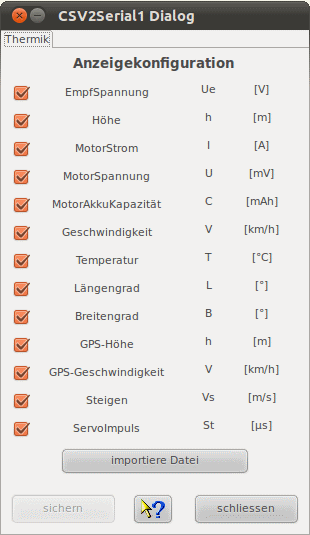 CSV2Serial1 Dialog
Thermik
Anzeigekonfiguration
EmpfSpannung Ue [V]
Höhe h [m]
MotorStrom I [A]
MotorSpannung U [mV]
MotorAkkuKapazität C [mAh]
Geschwindigkeit V [km/h]
Temperatur T [°C]
Längengrad L [°]
Breitengrad B [°]
GPS-Höhe h [m]
GPS-Geschwindigkeit V [km/h]
Steigen Vs [m/s]
ServoImpuls St [µs]
importiere Datei
sichern ? schliessen